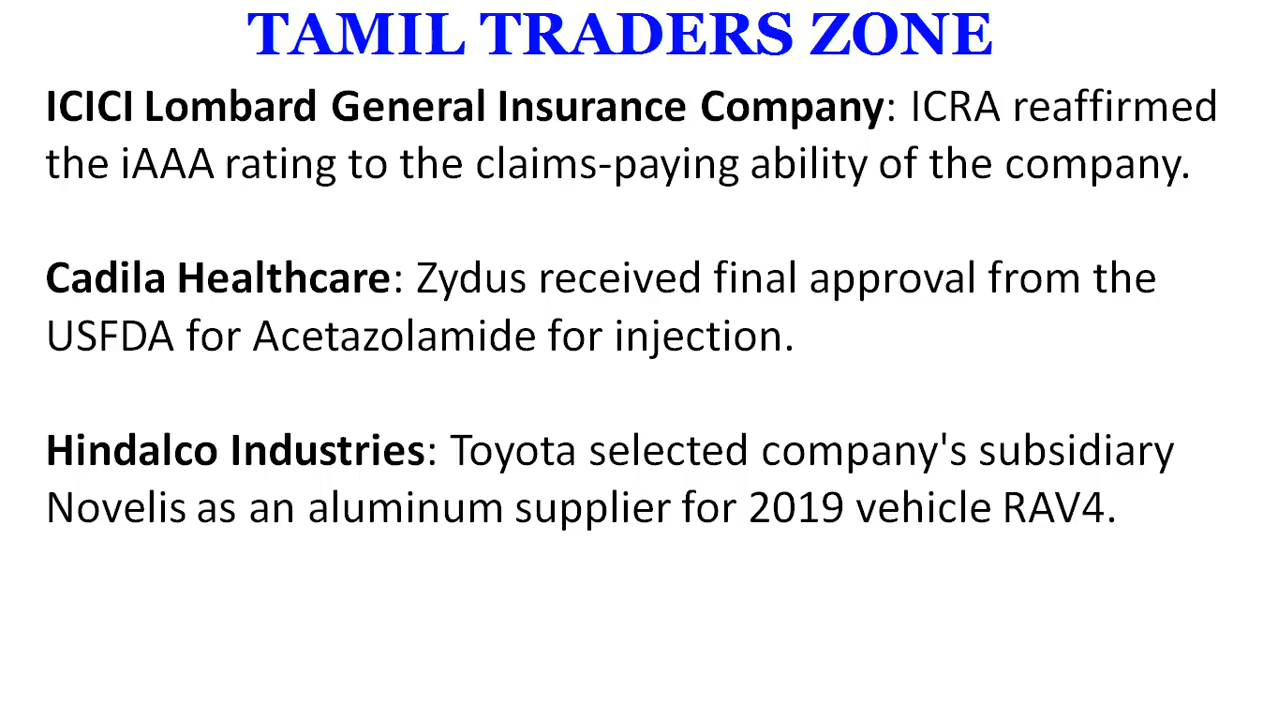 TAMIL TRADERS ZONE
ICICI Lombard General Insurance Company: ICRA reaffirmed
the iAAA rating to the claims-paying ability of the company.
Cadila Healthcare: Zydus received final approval from the
USFDA for Acetazolamide for injection.
Hindalco Industries: Toyota selected company's subsidiary
Novelis as an aluminum supplier for 2019 vehicle RAV4.